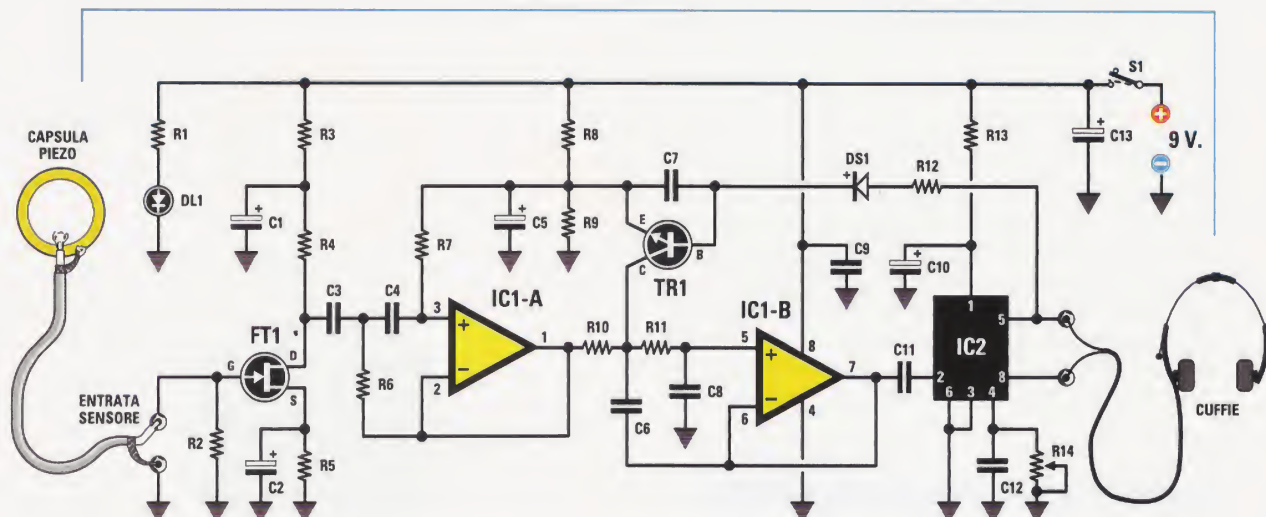 S1
R1
R3
R8
R13
C13
9 V.
CAPSULA
PIEZO
C7
DS1
R12
DL1
C1
R4
R7
C5
R9
E
C
B
TR1
C9
C10
C3
C4
IC1-A
3
2
1
R10
R11
IC1-B
5
6
8
7
4
C11
1
5
2
IC2
8
6
3
4
FT1
G
D
S
R6
C6
C8
ENTRATA
SENSORE
R2
C2
R5
C12
R14
CUFFIE